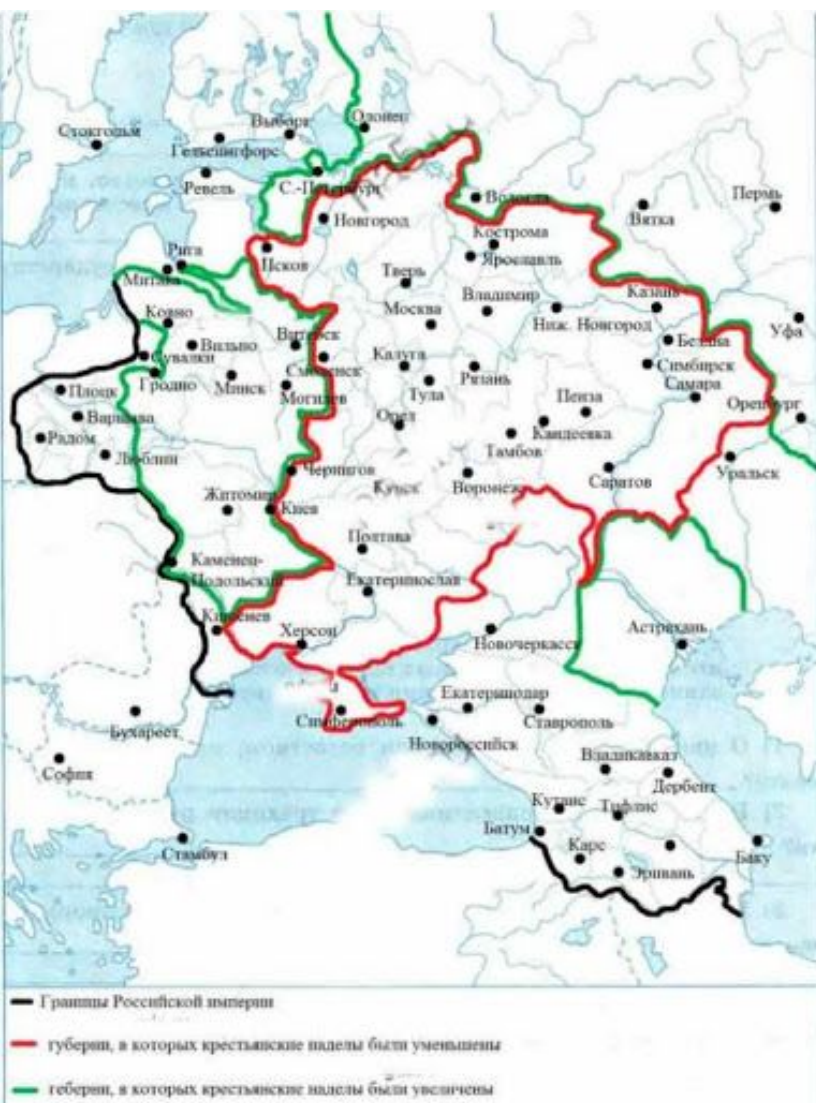 Стокгольм
Выборг
Олонец
Гельсингфорс
С.-Петербург
Ревель
Вологда
Вятка
Пермь
Новгород
Кострома
Рига
Псков
Ярославль
Митава
Тверь
Владимир
Казань
Ковно
Москва
Ниж. Новгород
Уфа
Вильно
Витебск
Бездна
Сувалки
Смоленск
Калуга
Рязань
Симбирск
Гродно
Минск
Тула
Самара
Плоцк
Могилев
Пенза
Оренбург
Варшава
Орел
Кандеевка
Радом
Тамбов
Люблин
Чернигов
Саратов
Уральск
Курск
Воронеж
Житомир
Киев
Полтава
Каменец-
Подольский
Екатеринослав
Кишенев
Херсон
Новочеркасск
Астрахань
Екатеринодар
Симферополь
Ставрополь
Бухарест
Новороссийск
Владикавказ
София
Дербент
Кутаис
Тифлис
Батум
Стамбул
Карс
Баку
Эривань
Границы Российской империи
губернии, в которых крестьянские наделы были уменьшены
гебернии, в которых крестьянские наделы были увеличены